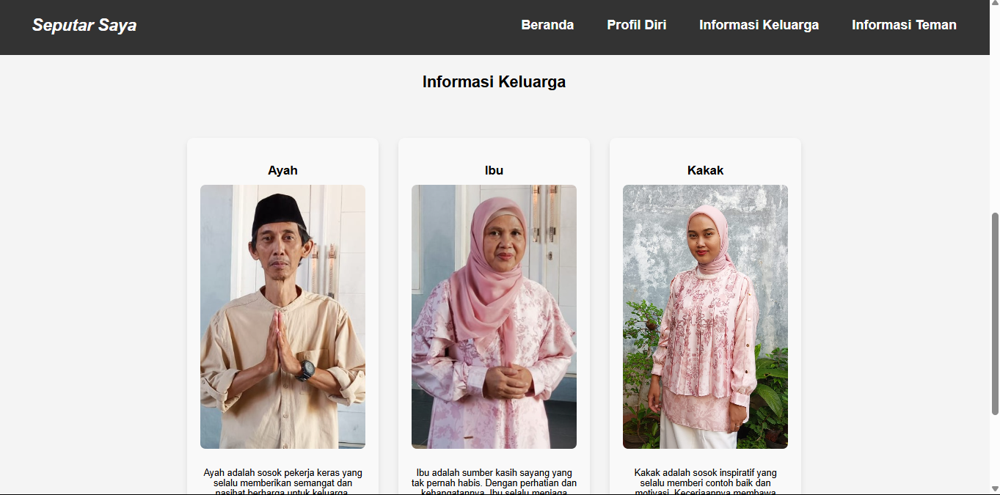 Seputar Saya
Beranda
Profil Diri
Informasi Keluarga
Informasi Teman
Informasi Keluarga
Ayah
Ayah adalah sosok pekerja keras yang
selalu memberikan semangat dan
nasihat berharga untuk keluarga.
Ibu
Ibu adalah sumber kasih sayang yang
tak pernah habis. Dengan perhatian dan
kehangatannya, Ibu selalu menjaga
Kakak
Kakak adalah sosok inspiratif yang
selalu memberi contoh baik dan
motivasi. Keceriaannya membawa